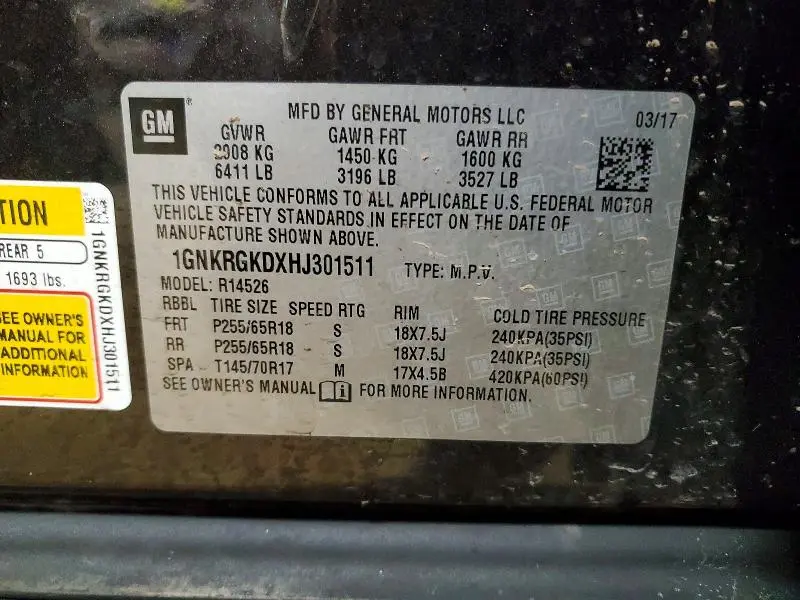 GM
MFD BY GENERAL MOTORS LLC
03/17
GVWR GAWR FRT GAWR RR
2908 KG 1450 KG 1600 KG
6411 LB 3196 LB 3527 LB
THIS VEHICLE CONFORMS TO ALL APPLICABLE U.S. FEDERAL MOTOR
VEHICLE SAFETY STANDARDS IN EFFECT ON THE DATE OF
MANUFACTURE SHOWN ABOVE.
1GNKRGKDXHJ301511 TYPE: M.P.V.
MODEL: R14526
RBBL TIRE SIZE SPEED RTG RIM COLD TIRE PRESSURE
FRT P255/65R18 S 18X7.5J 240KPA(35PSI)
RR P255/65R18 S 18X7.5J 240KPA(35PSI)
SPA T145/70R17 M 17X4.5B 420KPA(60PSI)
SEE OWNER'S MANUAL FOR MORE INFORMATION.
TION
REAR 5
1693 lbs.
SEE OWNER'S
MANUAL FOR
ADDITIONAL
INFORMATION
1GNKRGKDXHJ301511